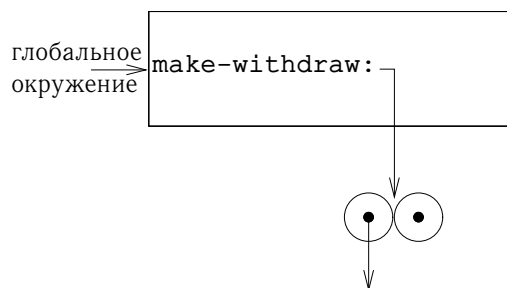 глобальное
окружение
make-withdraw: